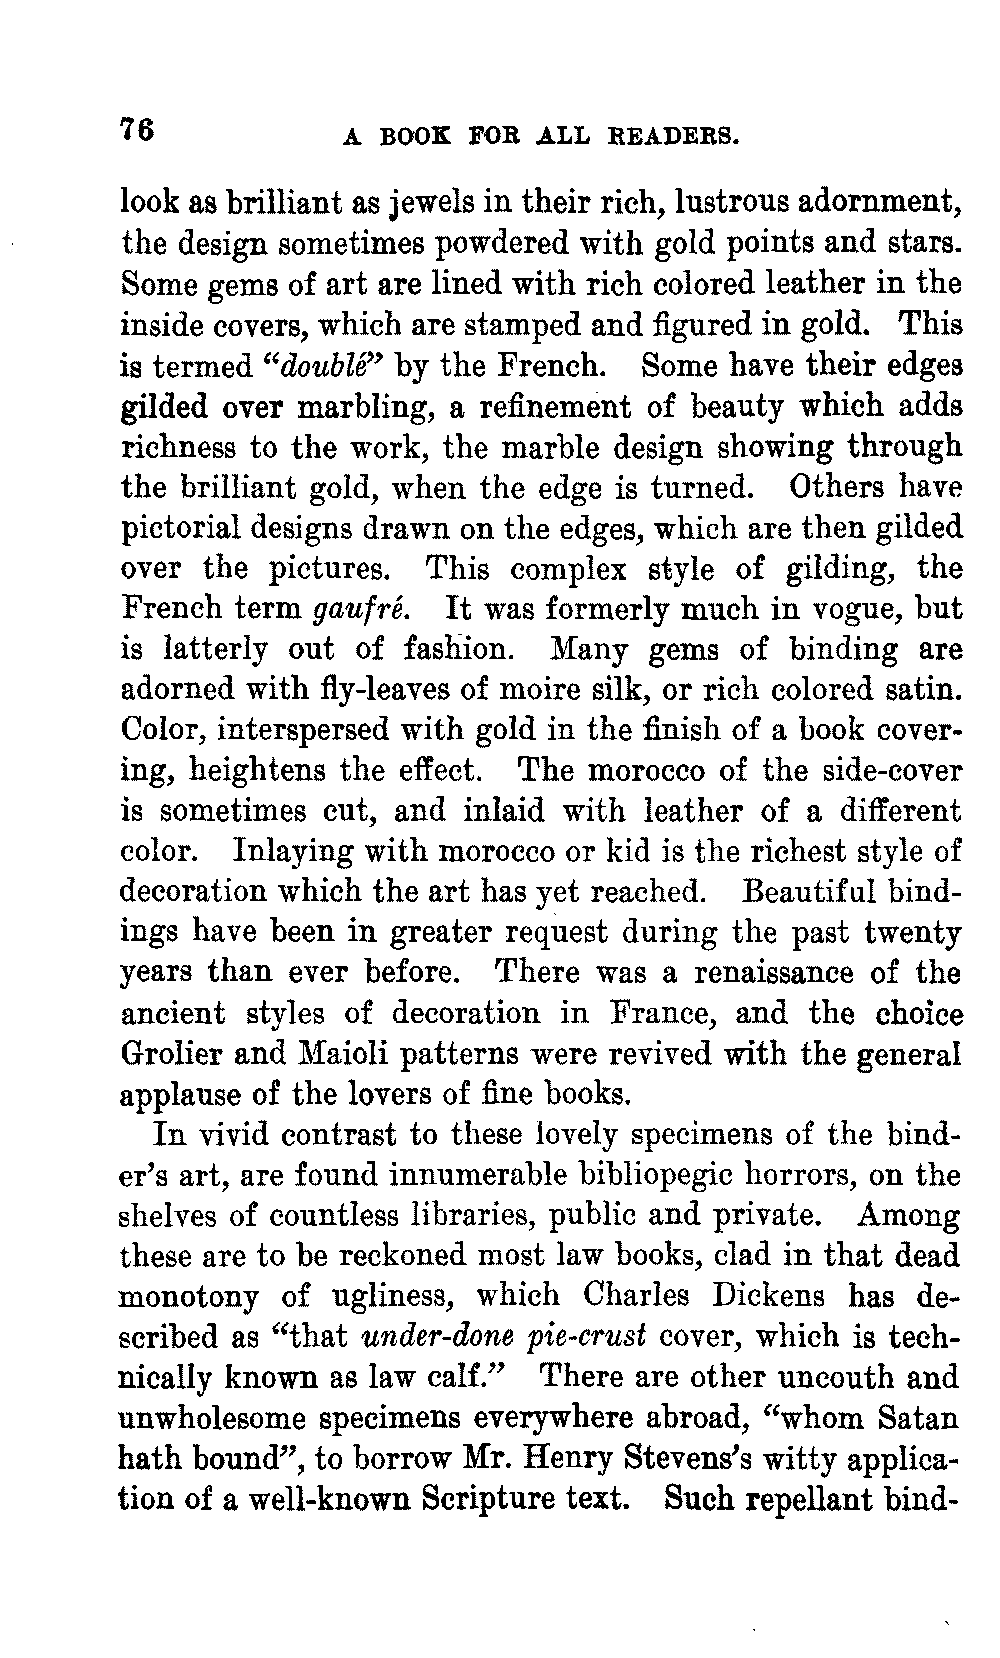 76
A BOOK FOR ALL READERS.
look as brilliant as jewels in their rich, lustrous adornment,
the design sometimes powdered with gold points and stars.
Some gems of art are lined with rich colored leather in the
inside covers, which are stamped and figured in gold. This
is termed “doublé” by the French. Some have their edges
gilded over marbling, a refinement of beauty which adds
richness to the work, the marble design showing through
the brilliant gold, when the edge is turned. Others have
pictorial designs drawn on the edges, which are then gilded
over the pictures. This complex style of gilding, the
French term gaufré. It was formerly much in vogue, but
is latterly out of fashion. Many gems of binding are
adorned with fly-leaves of moire silk, or rich colored satin.
Color, interspersed with gold in the finish of a book cover-
ing, heightens the effect. The morocco of the side-cover
is sometimes cut, and inlaid with leather of a different
color. Inlaying with morocco or kid is the richest style of
decoration which the art has yet reached. Beautiful bind-
ings have been in greater request during the past twenty
years than ever before. There was a renaissance of the
ancient styles of decoration in France, and the choice
Grolier and Maioli patterns were revived with the general
applause of the lovers of fine books.
In vivid contrast to these lovely specimens of the bind-
er’s art, are found innumerable bibliopegic horrors, on the
shelves of countless libraries, public and private. Among
these are to be reckoned most law books, clad in that dead
monotony of ugliness, which Charles Dickens has de-
scribed as “that under-done pie-crust cover, which is tech-
nically known as law calf.” There are other uncouth and
unwholesome specimens everywhere abroad, “whom Satan
hath bound”, to borrow Mr. Henry Stevens’s witty applica-
tion of a well-known Scripture text. Such repellant bind-